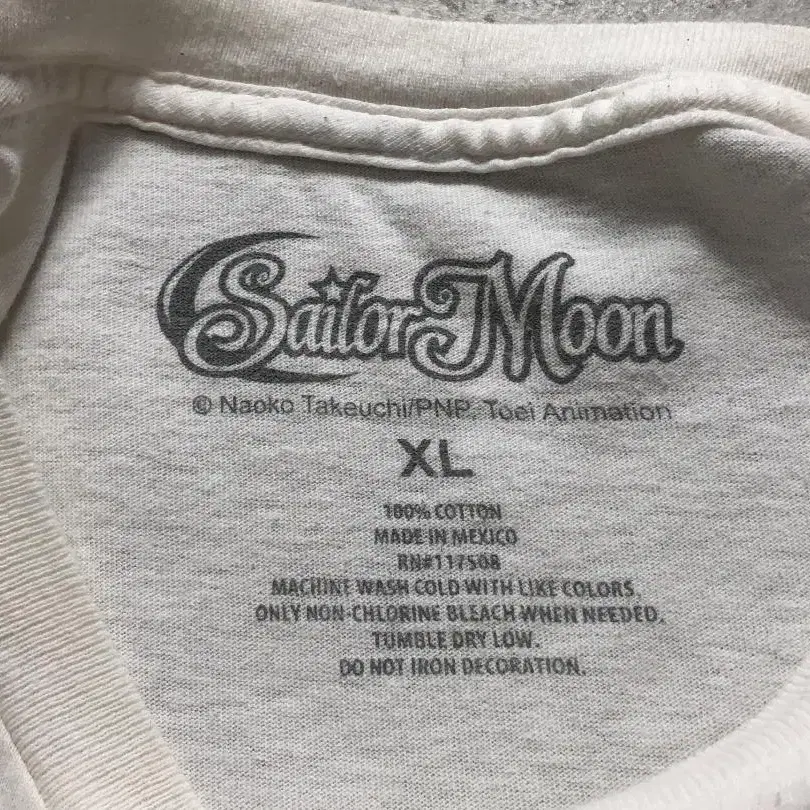 Sailor Moon
© Naoko Takeuchi/PNP, Toei Animation
XL
100% COTTON
MADE IN MEXICO
RN#117508
MACHINE WASH COLD WITH LIKE COLORS.
ONLY NON-CHLORINE BLEACH WHEN NEEDED.
TUMBLE DRY LOW.
DO NOT IRON DECORATION.